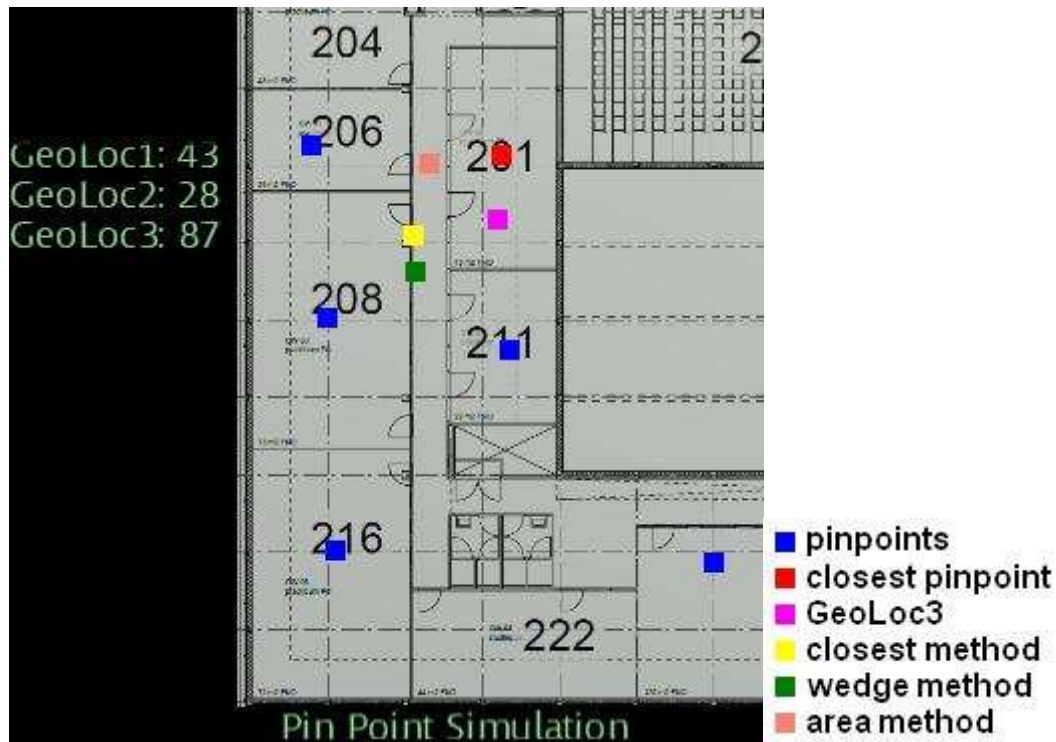 204
2
206
201
GeoLoc1: 43
GeoLoc2: 28
GeoLoc3: 87
208
211
216
222
pinpoints
closest pinpoint
GeoLoc3
closest method
wedge method
area method
Pin Point Simulation